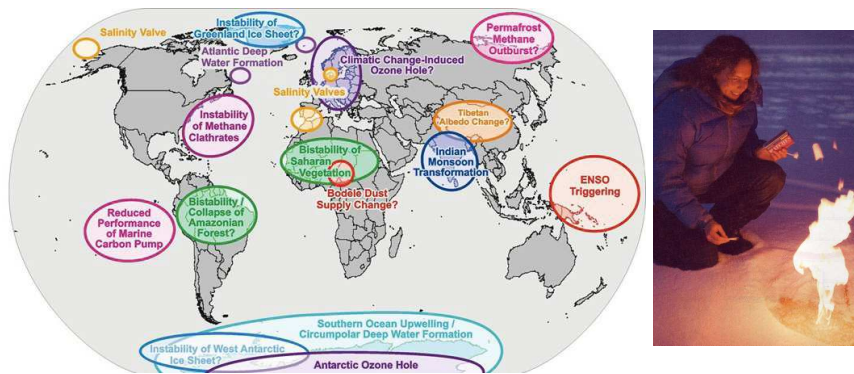 Salinity Valve
Instability of
Greenland Ice Sheet?
Atlantic Deep
Water Formation
Climatic Change-Induced
Ozone Hole?
Permafrost
Methane
Outburst?
Salinity Valves
Instability
of Methane
Clathrates
Tibetan
Albedo Change?
Bistability of
Saharan
Vegetation
Indian
Monsoon
Transformation
Bodele Dust
Supply Change?
ENSO
Triggering
Reduced
Performance
of Marine
Carbon Pump
Bistability /
Collapse of
Amazonian
Forest?
Southern Ocean Upwelling /
Circumpolar Deep Water Formation
Instability of West Antarctic
Ice Sheet?
Antarctic Ozone Hole